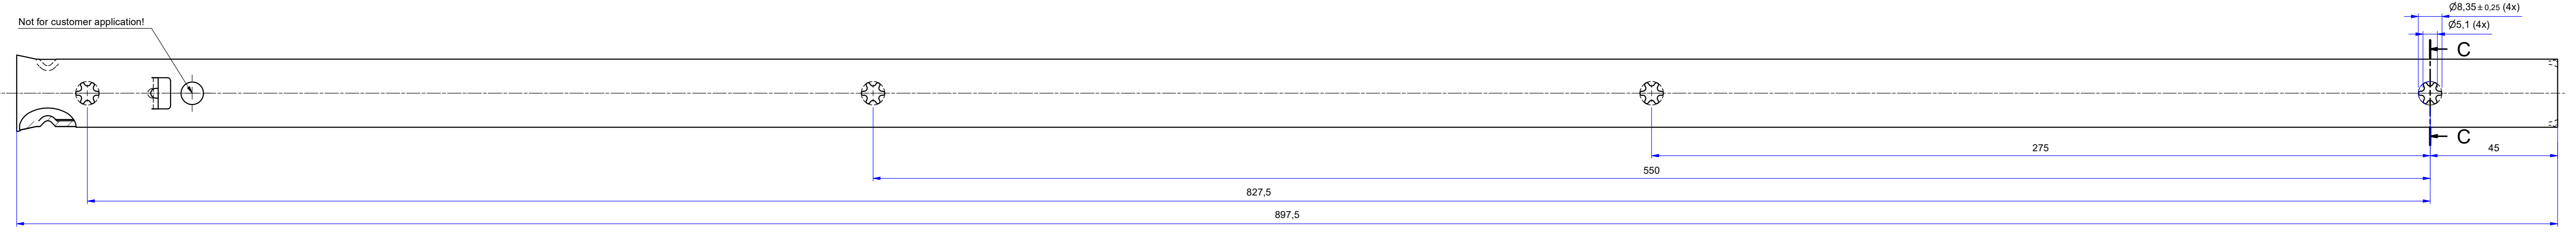 Not for customer application!
Ø8,35 ± 0,25 (4x)
Ø5,1 (4x)
C
C
275
45
550
827,5
897,5